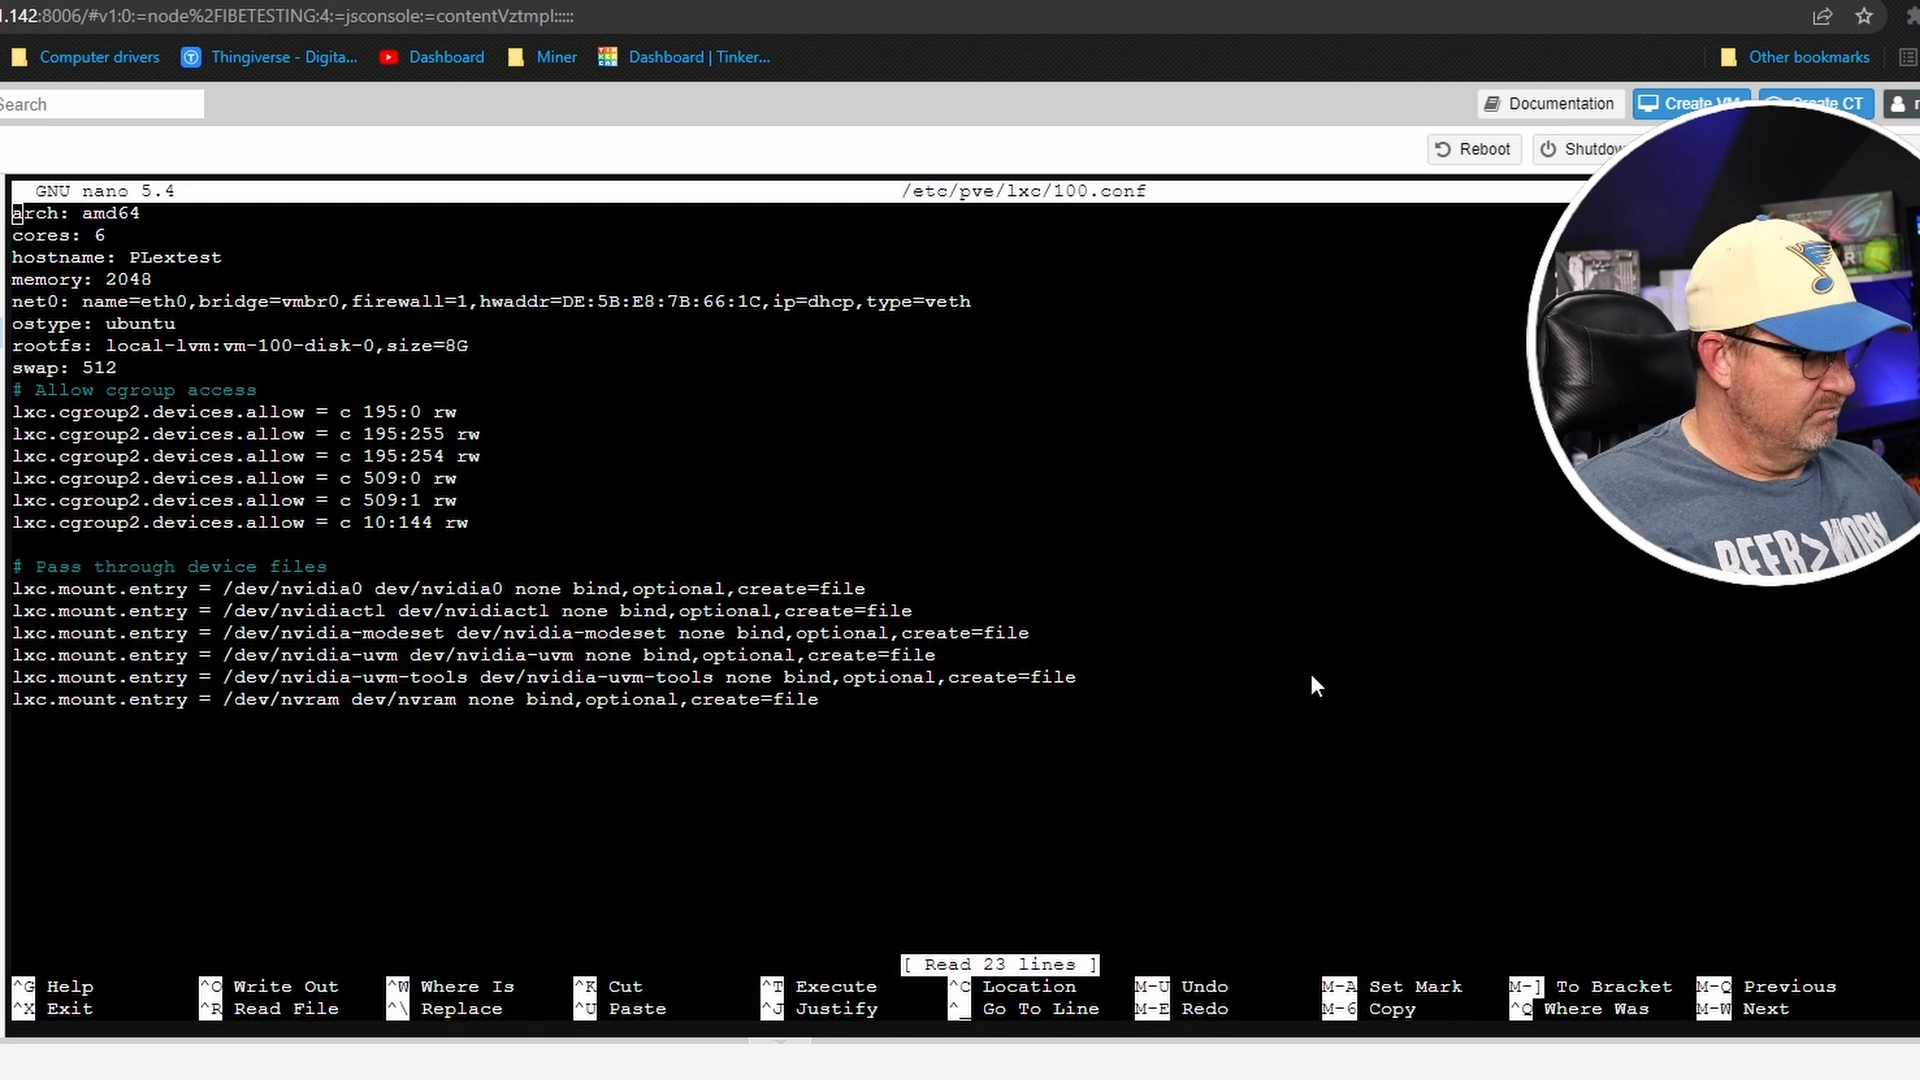 1.142:8006/#v1:0:=node%2FIBETESTING:4:=jsconsole:=contentVztmpl:::::
Computer drivers
Thingiverse - Digita...
Dashboard
Miner
Dashboard | Tinker...
Other bookmarks
Search
Documentation
Create VM
Create CT
Reboot
Shutdow
GNU nano 5.4 /etc/pve/lxc/100.conf
arch: amd64
cores: 6
hostname: PLextest
memory: 2048
net0: name=eth0,bridge=vmbr0,firewall=1,hwaddr=DE:5B:E8:7B:66:1C,ip=dhcp,type=veth
ostype: ubuntu
rootfs: local-lvm:vm-100-disk-0,size=8G
swap: 512
# Allow cgroup access
lxc.cgroup2.devices.allow = c 195:0 rw
lxc.cgroup2.devices.allow = c 195:255 rw
lxc.cgroup2.devices.allow = c 195:254 rw
lxc.cgroup2.devices.allow = c 509:0 rw
lxc.cgroup2.devices.allow = c 509:1 rw
lxc.cgroup2.devices.allow = c 10:144 rw
# Pass through device files
lxc.mount.entry = /dev/nvidia0 dev/nvidia0 none bind,optional,create=file
lxc.mount.entry = /dev/nvidiactl dev/nvidiactl none bind,optional,create=file
lxc.mount.entry = /dev/nvidia-modeset dev/nvidia-modeset none bind,optional,create=file
lxc.mount.entry = /dev/nvidia-uvm dev/nvidia-uvm none bind,optional,create=file
lxc.mount.entry = /dev/nvidia-uvm-tools dev/nvidia-uvm-tools none bind,optional,create=file
lxc.mount.entry = /dev/nvram dev/nvram none bind,optional,create=file
BEER>WORK
[ Read 23 lines ]
^G Help ^O Write Out ^W Where Is ^K Cut ^T Execute ^C Location M-U Undo M-A Set Mark M-] To Bracket M-Q Previous
^X Exit ^R Read File ^\ Replace ^U Paste ^J Justify ^_ Go To Line M-E Redo M-6 Copy ^Q Where Was M-W Next